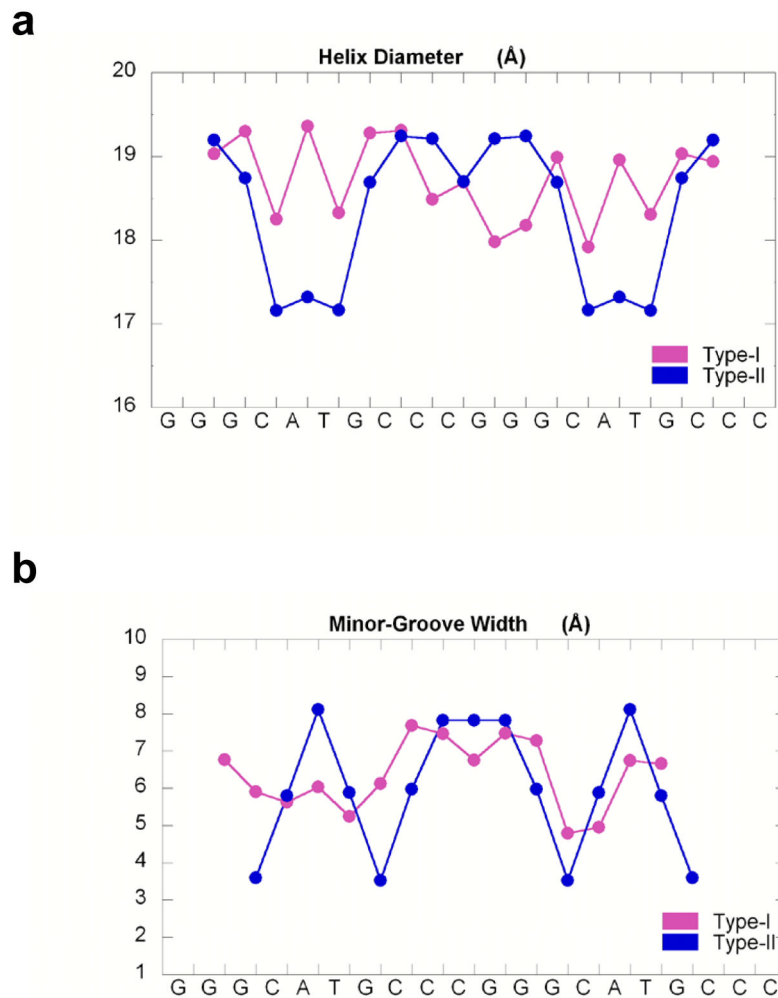 a
Helix Diameter (Å)
20
19
18
17
16
Type-I
Type-II
G G G C A T G C C C G G G C A T G C C C
b
Minor-Groove Width (Å)
10
9
8
7
6
5
4
3
2
1
Type-I
Type-II
G G G C A T G C C C G G G C A T G C C C